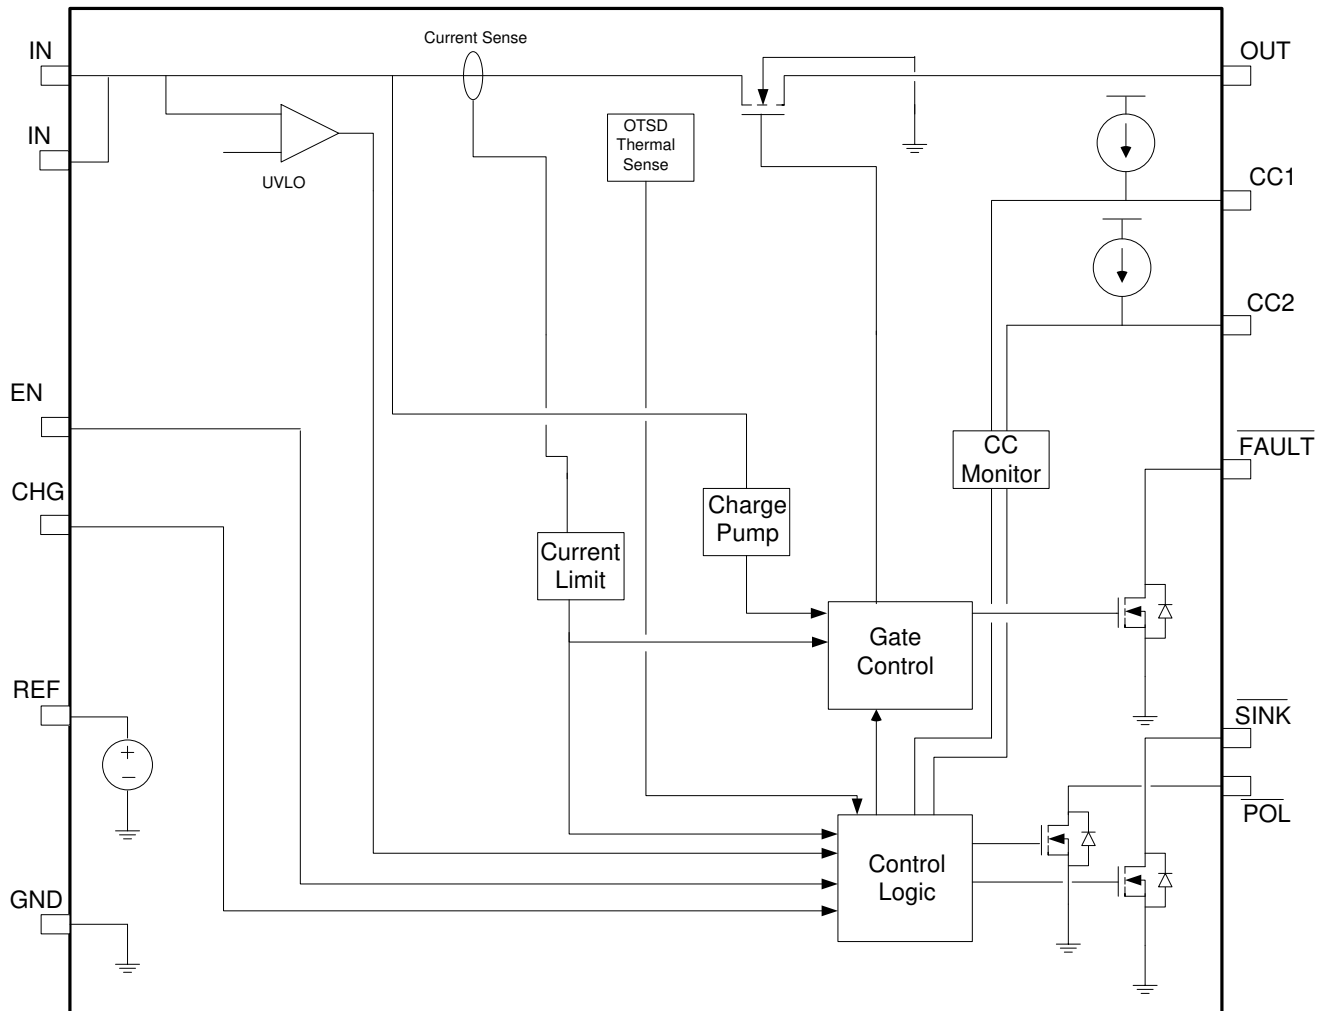 Current Sense
IN
OUT
IN
OTSD
Thermal
Sense
UVLO
CC1
CC2
EN
FAULT
CHG
CC
Monitor
Charge
Pump
Current
Limit
Gate
Control
REF
SINK
+
−
POL
Control
Logic
GND